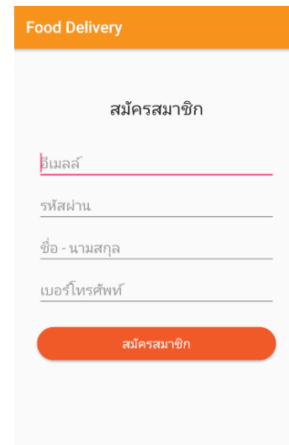 Food Delivery
สมัครสมาชิก
อีเมลล์
รหัสผ่าน
ชื่อ - นามสกุล
เบอร์โทรศัพท์
สมัครสมาชิก